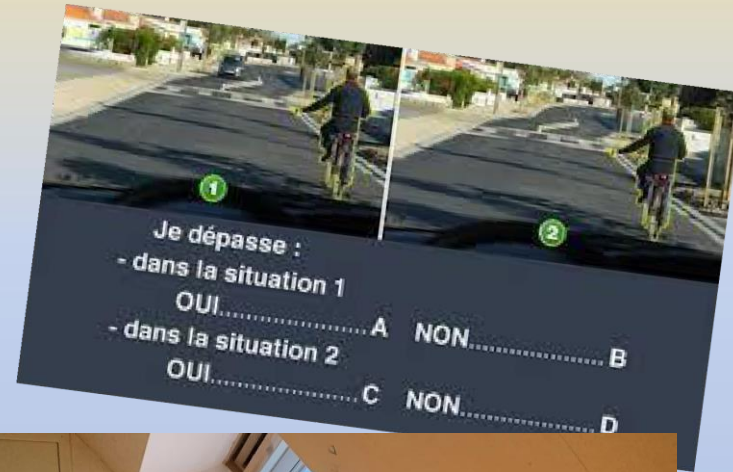 1
2
Je dépasse :
- dans la situation 1
OUI....................A NON....................B
- dans la situation 2
OUI....................C NON....................D